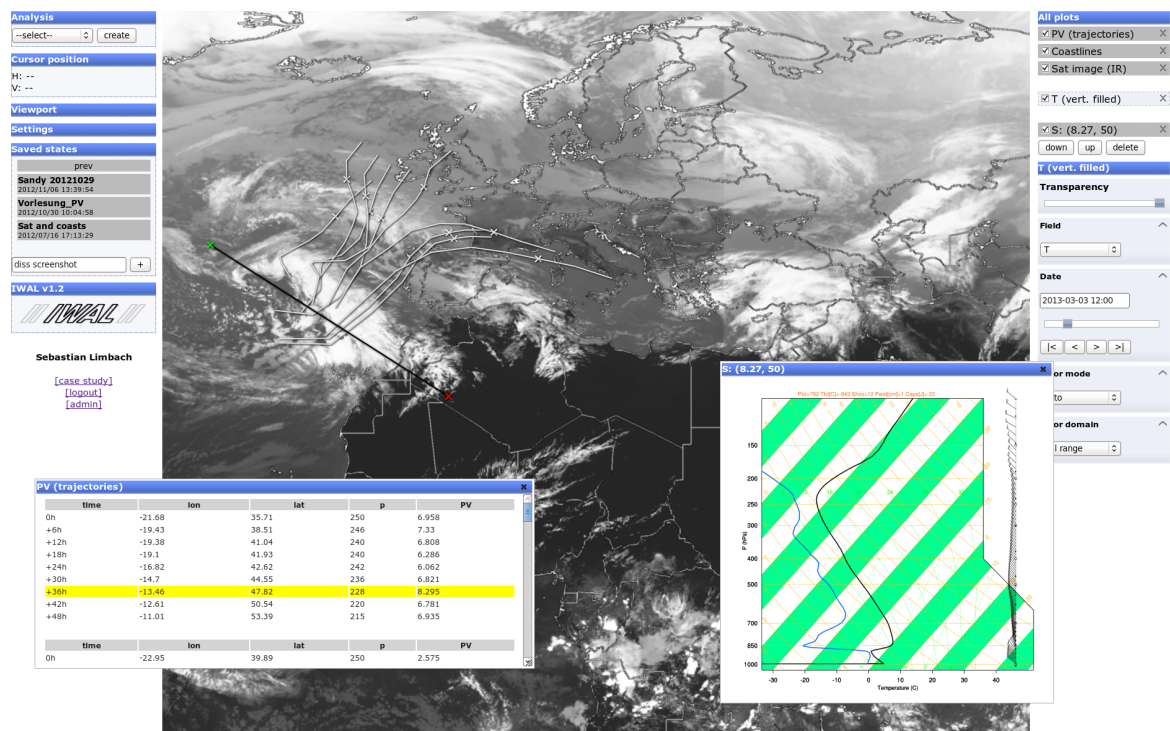 Analysis
--select--
create
Cursor position
H: --
V: --
Viewport
Settings
Saved states
prev
Sandy 20121029
2012/11/06 13:39:54
Vorlesung_PV
2012/10/30 10:04:58
Sat and coasts
2012/07/16 17:13:29
diss screenshot +
IWAL v1.2
IWAL
Sebastian Limbach
[case study]
[logout]
[admin]
All plots
PV (trajectories) X
Coastlines X
Sat image (IR) X
T (vert. filled) X
S: (8.27, 50) X
down up delete
T (vert. filled)
Transparency
Field
T
Date
2013-03-03 12:00
|< < > >|
or mode
to
or domain
l range
PV (trajectories)
time lon lat p PV
0h -21.68 35.71 250 6.958
+6h -19.43 38.51 246 7.33
+12h -19.38 41.04 240 6.808
+18h -19.1 41.93 240 6.286
+24h -16.82 42.62 242 6.062
+30h -14.7 44.55 236 6.821
+36h -13.46 47.82 228 8.295
+42h -12.61 50.54 220 6.781
+48h -11.01 53.39 215 6.935
time lon lat p PV
0h -22.95 39.89 250 2.575
S: (8.27, 50)
P (hPa)
150
200
250
300
400
500
700
850
1000
-30 -20 -10 0 10 20 30 40
Temperature (C)